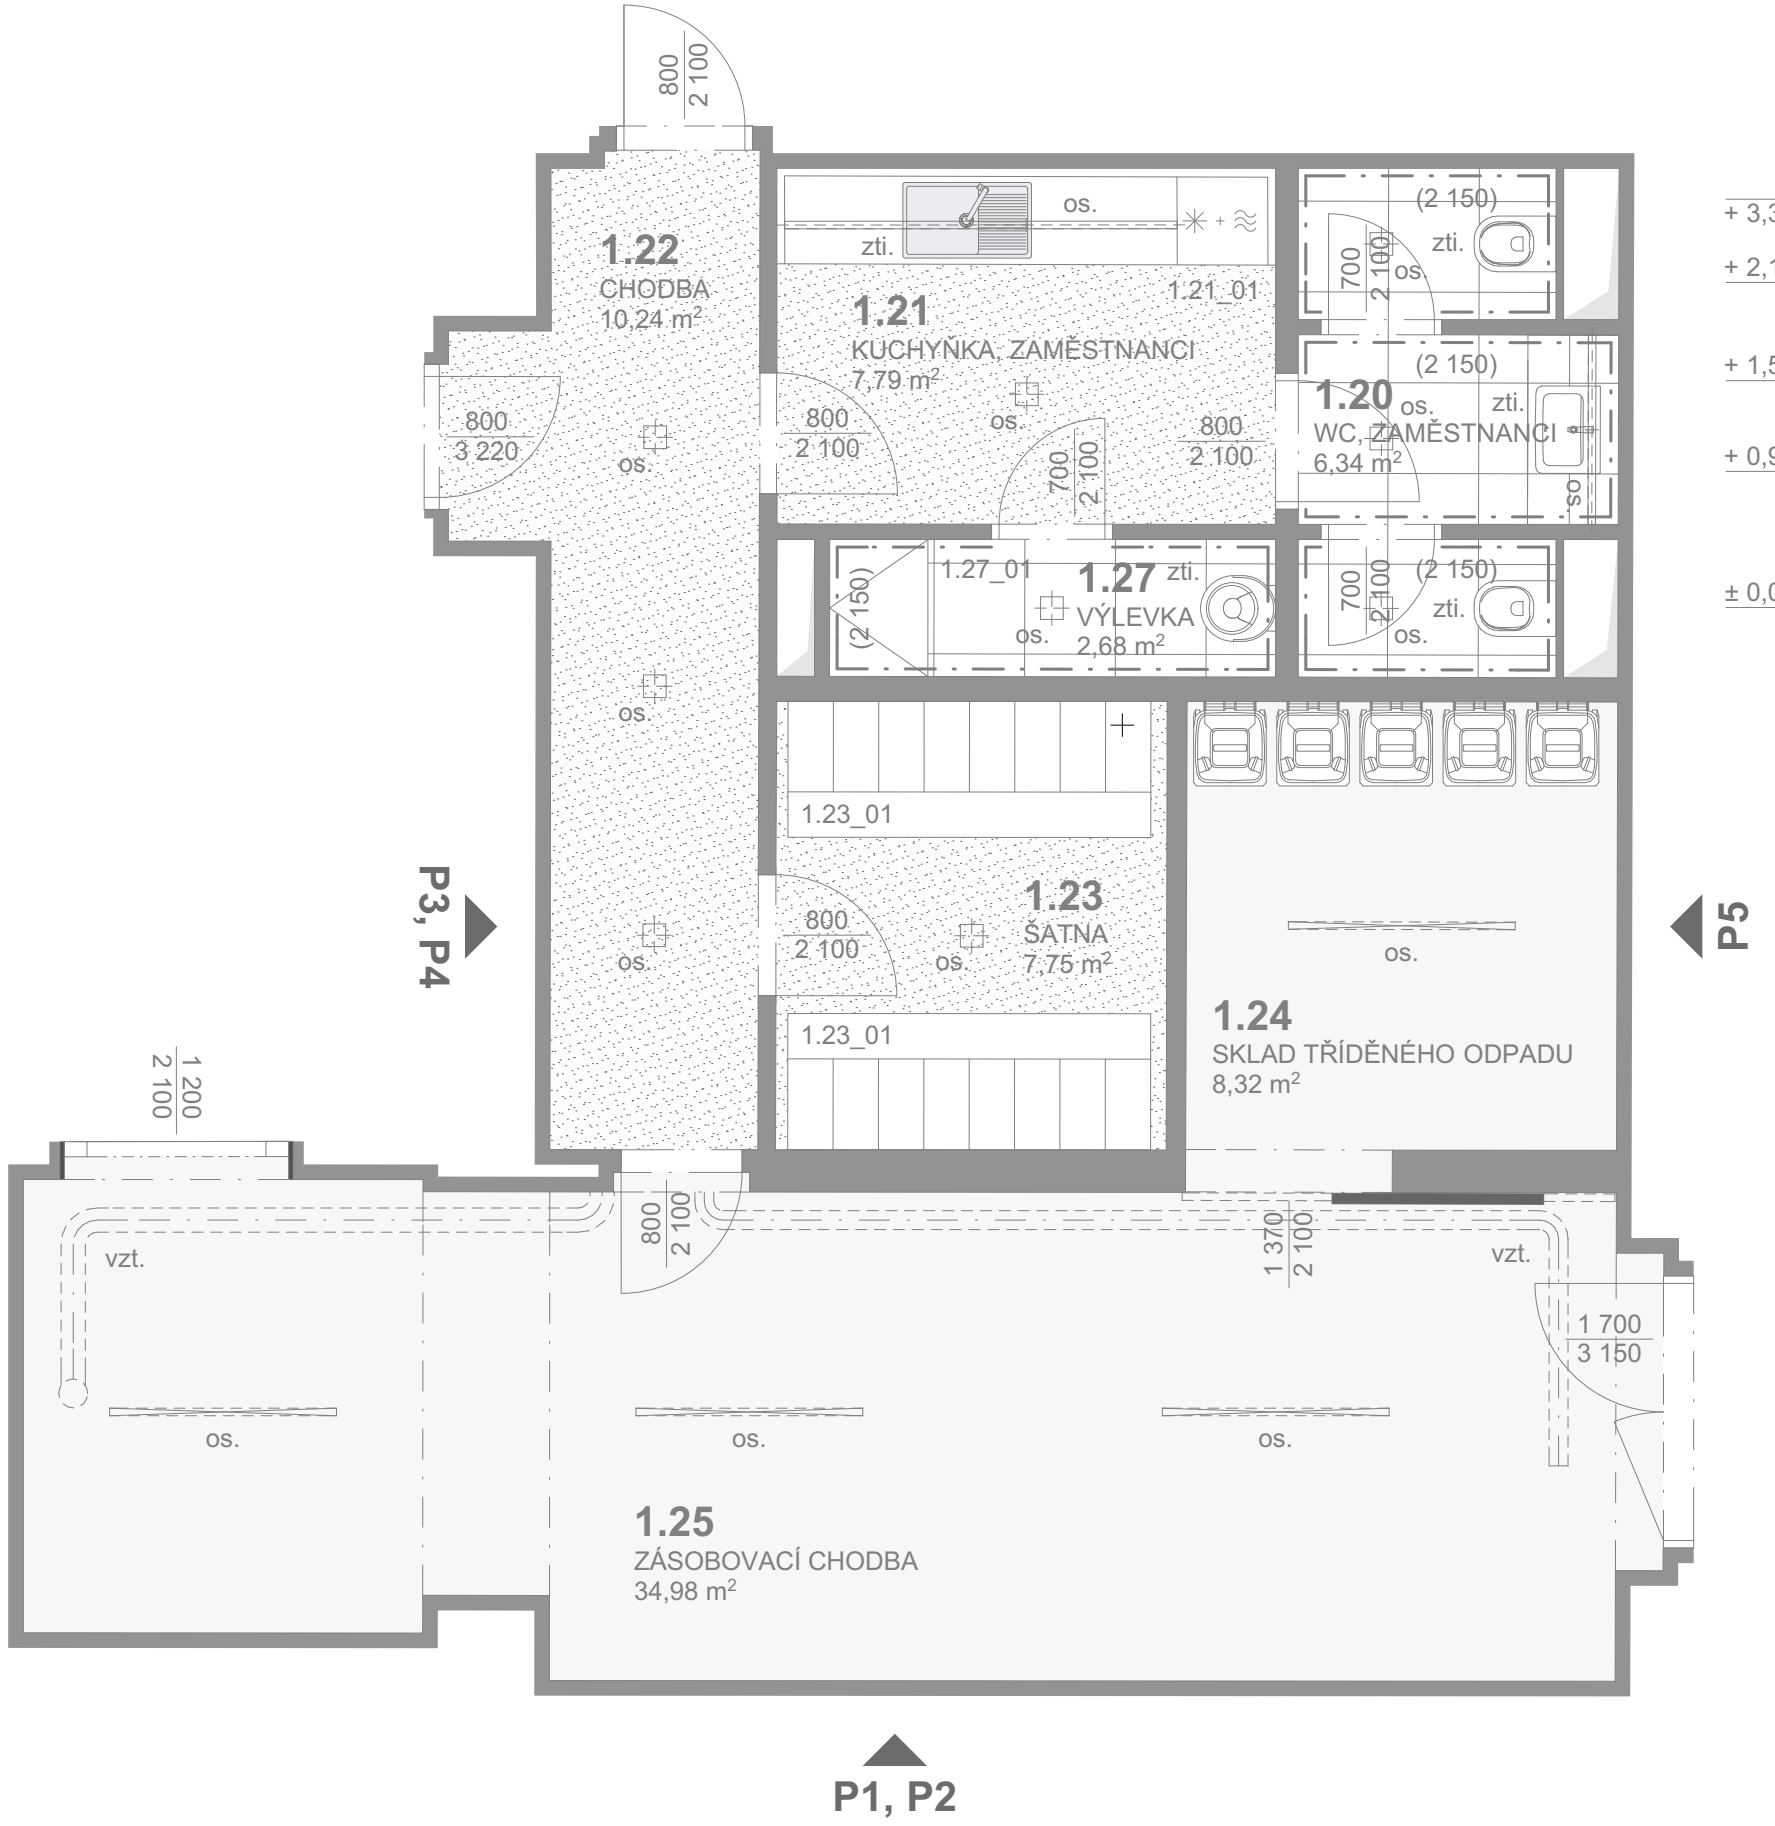 800
2 100
1.22
CHODBA
10,24 m²
800
3 220
os.
os.
os.
os.
zti.
1.21_01
1.21
KUCHYŇKA, ZAMĚSTNANCI
7,79 m²
os.
800
2 100
700
2 100
800
2 100
(2 150)
zti.
os.
700
2 100
(2 150)
1.20
os.
zti.
WC, ZAMĚSTNANCI
6,34 m²
os.
(2 150)
700
2 100
zti.
os.
(2 150)
1.27_01
1.27
zti.
VÝLEVKA
2,68 m²
os.
+ 3,3
+ 2,1
+ 1,5
+ 0,9
± 0,0
1.23_01
1.23
ŠATNA
7,75 m²
os.
800
2 100
1.23_01
os.
1.24
SKLAD TŘÍDĚNÉHO ODPADU
8,32 m²
P3, P4
P5
1 200
2 100
800
2 100
1 370
2 100
vzt.
vzt.
1 700
3 150
os.
os.
os.
1.25
ZÁSOBOVACÍ CHODBA
34,98 m²
P1, P2